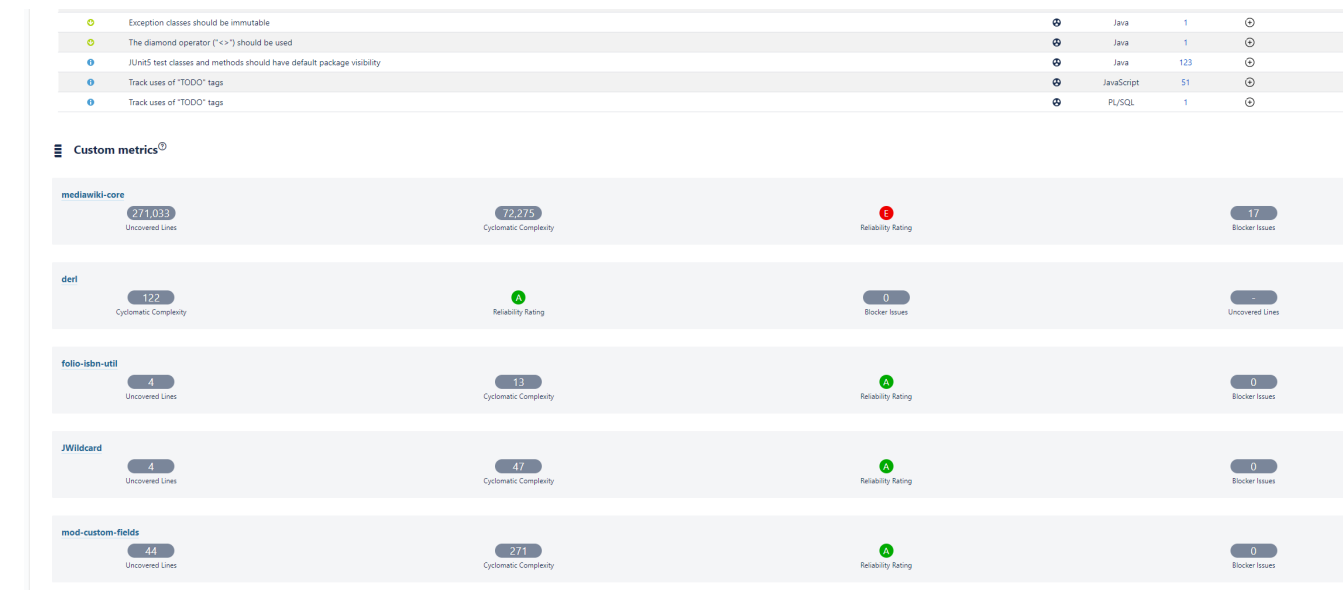 Exception classes should be immutable Java 1
The diamond operator ("<>") should be used Java 1
JUnit5 test classes and methods should have default package visibility Java 123
Track uses of "TODO" tags JavaScript 51
Track uses of "TODO" tags PL/SQL 1
Custom metrics
mediawiki-core
271,033 72,275 E 17
Uncovered Lines Cyclomatic Complexity Reliability Rating Blocker Issues
derl
122 A 0 -
Cyclomatic Complexity Reliability Rating Blocker Issues Uncovered Lines
folio-isbn-util
4 13 A 0
Uncovered Lines Cyclomatic Complexity Reliability Rating Blocker Issues
JWildcard
4 47 A 0
Uncovered Lines Cyclomatic Complexity Reliability Rating Blocker Issues
mod-custom-fields
44 271 A 0
Uncovered Lines Cyclomatic Complexity Reliability Rating Blocker Issues